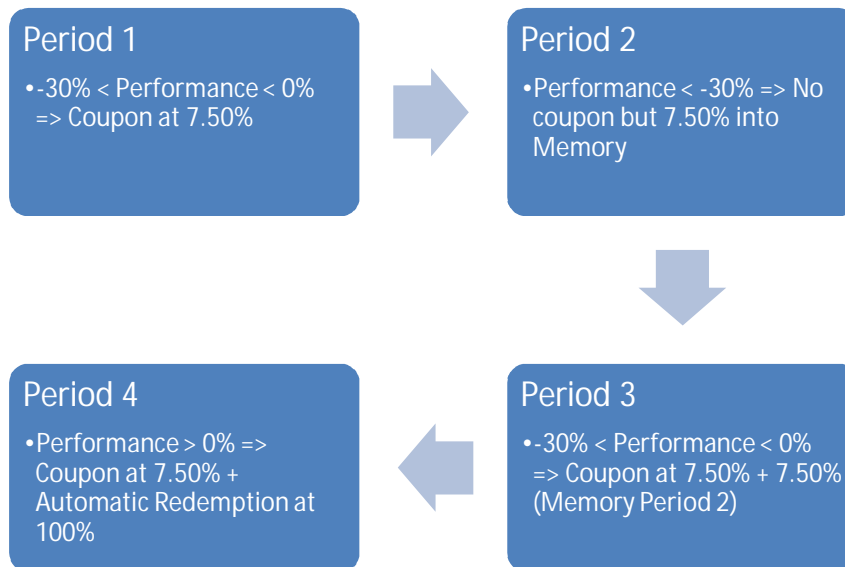 Period 1
•-30% < Performance < 0%
=> Coupon at 7.50%
Period 2
•Performance < -30% => No
coupon but 7.50% into
Memory
Period 3
•-30% < Performance < 0%
=> Coupon at 7.50% + 7.50%
(Memory Period 2)
Period 4
•Performance > 0% =>
Coupon at 7.50% +
Automatic Redemption at
100%